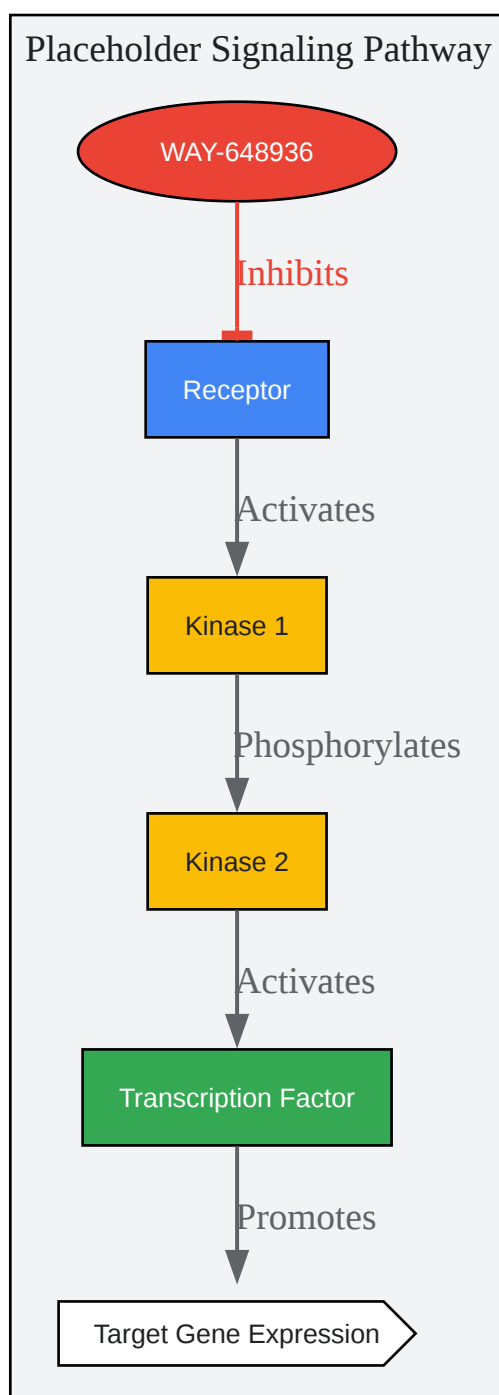 Placeholder Signaling Pathway
WAY-648936
Inhibits
Receptor
Activates
Kinase 1
Phosphorylates
Kinase 2
Activates
Transcription Factor
Promotes
Target Gene Expression